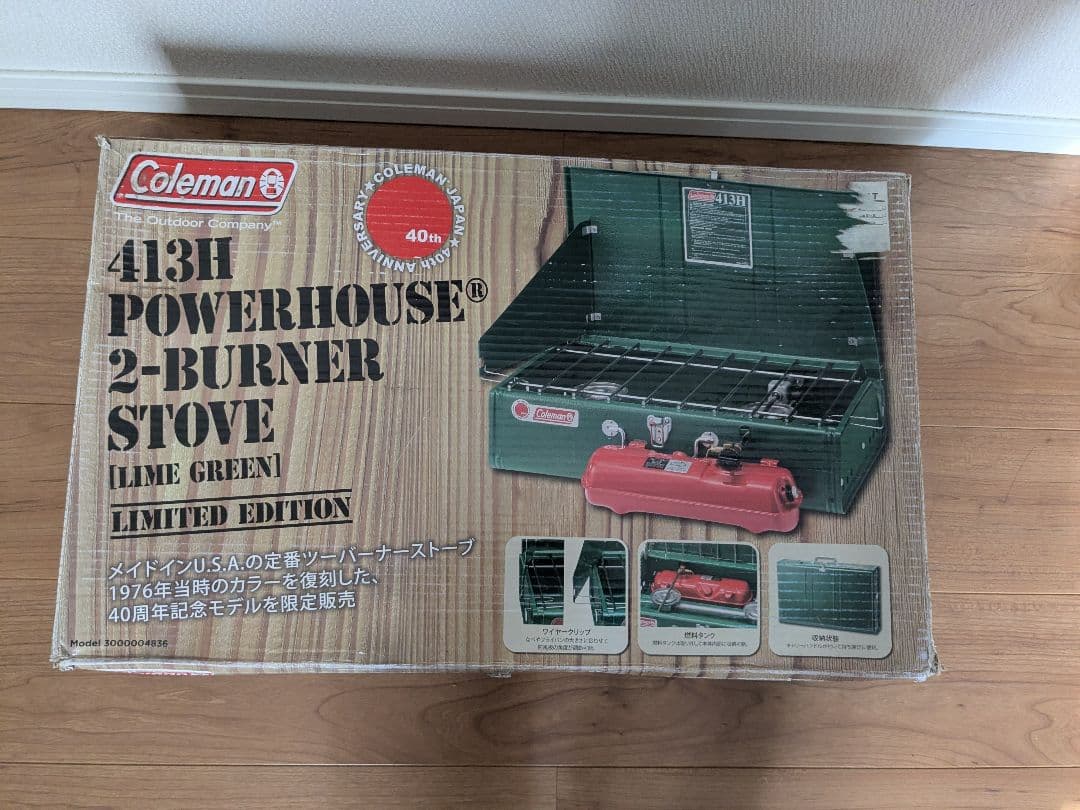 Coleman
The Outdoor Company™
COLEMAN JAPAN★40th ANNIVERSARY★
40th
413H
POWERHOUSE®
2-BURNER
STOVE
[LIME GREEN]
LIMITED EDITION
メイドインU.S.A.の定番ツーバーナーストーブ
1976年当時のカラーを復刻した、
40周年記念モデルを限定販売
Model 3000004836
413H
Coleman
ワイヤークリップ
燃料タンク
収納状態